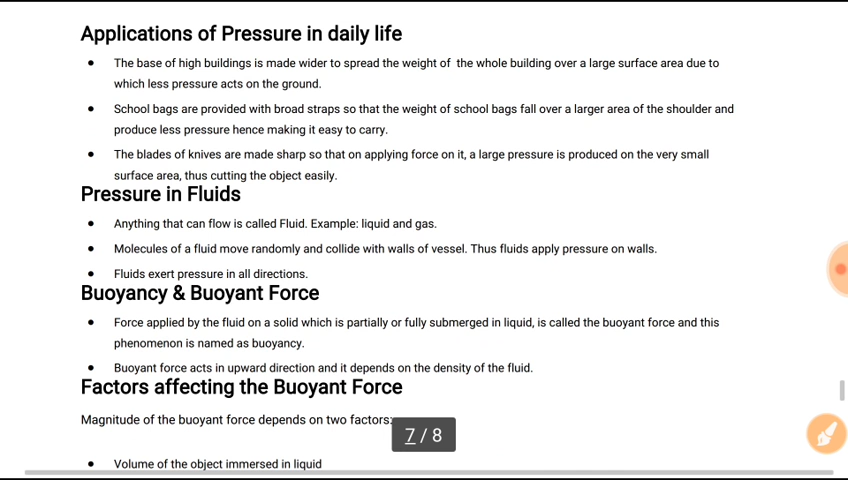 Applications of Pressure in daily life
The base of high buildings is made wider to spread the weight of the whole building over a large surface area due to
which less pressure acts on the ground.
School bags are provided with broad straps so that the weight of school bags fall over a larger area of the shoulder and
produce less pressure hence making it easy to carry.
The blades of knives are made sharp so that on applying force on it, a large pressure is produced on the very small
surface area, thus cutting the object easily.
Pressure in Fluids
Anything that can flow is called Fluid. Example: liquid and gas.
Molecules of a fluid move randomly and collide with walls of vessel. Thus fluids apply pressure on walls.
Fluids exert pressure in all directions.
Buoyancy & Buoyant Force
Force applied by the fluid on a solid which is partially or fully submerged in liquid, is called the buoyant force and this
phenomenon is named as buoyancy.
Buoyant force acts in upward direction and it depends on the density of the fluid.
Factors affecting the Buoyant Force
Magnitude of the buoyant force depends on two factors:
7 / 8
Volume of the object immersed in liquid